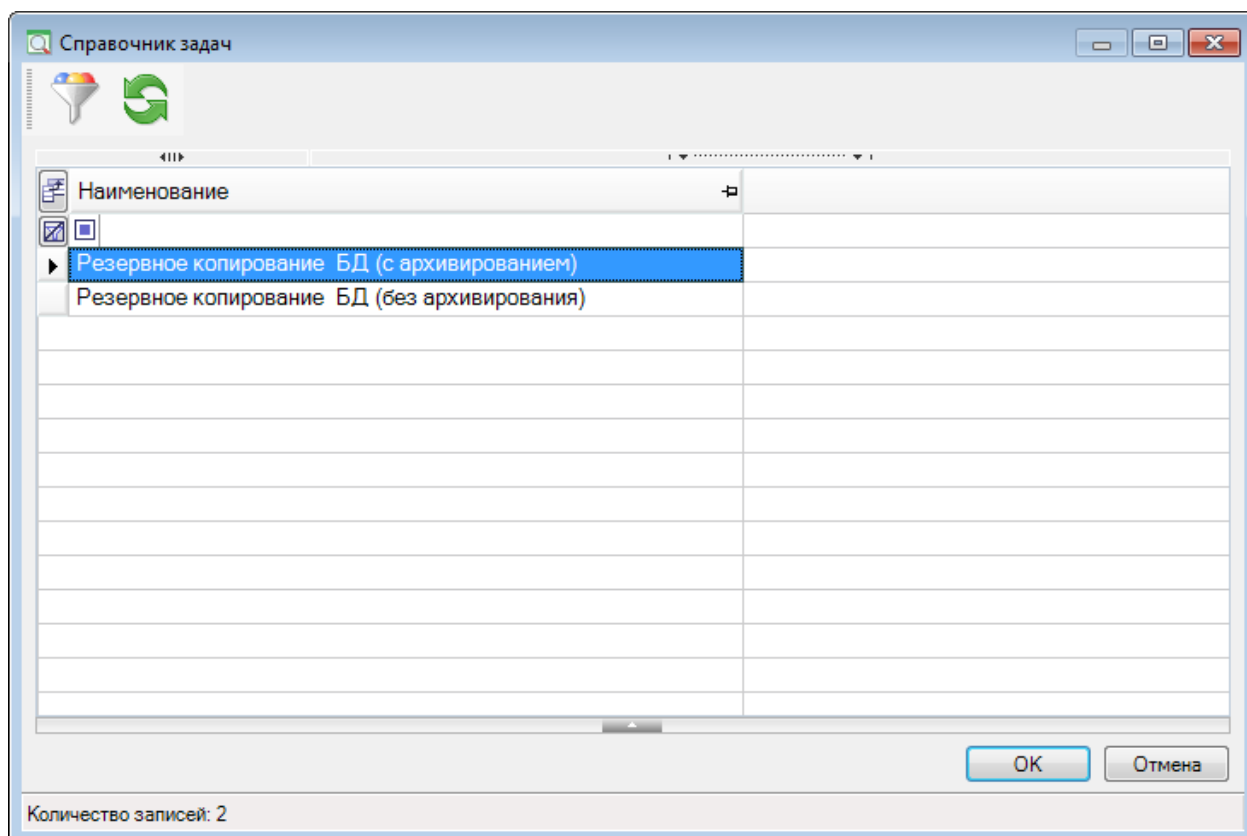 Справочник задач
Наименование
Резервное копирование  БД (с архивированием)
Резервное копирование  БД (без архивирования)
OK
Отмена
Количество записей: 2